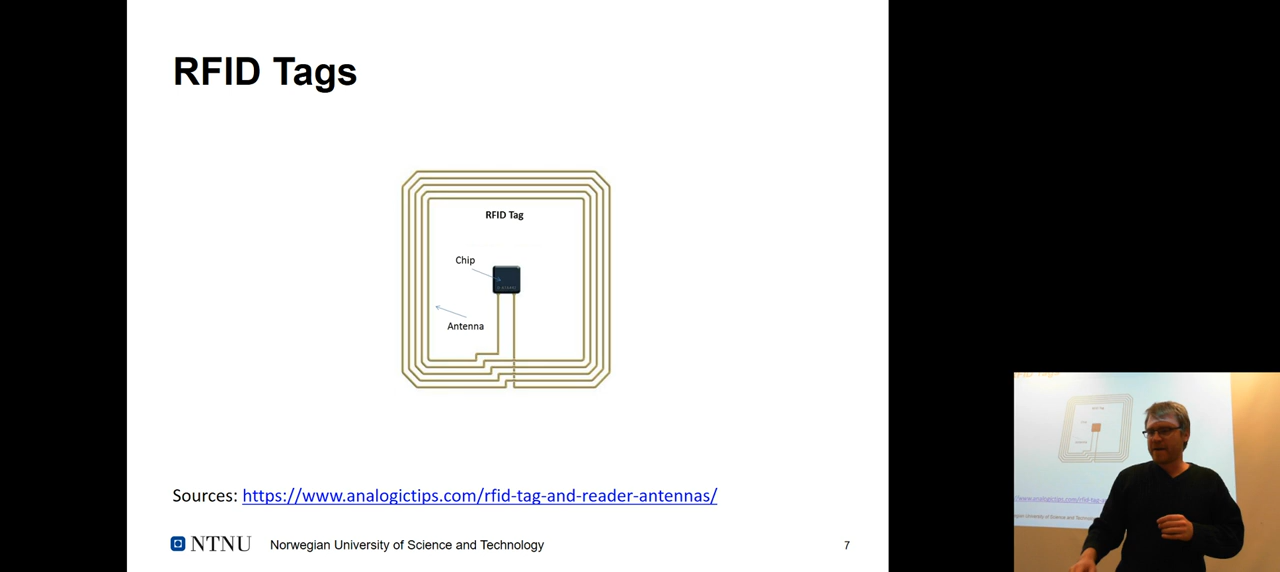 RFID Tags
RFID Tag
Chip
Antenna
Sources: https://www.analogictips.com/rfid-tag-and-reader-antennas/
NTNU
Norwegian University of Science and Technology
7